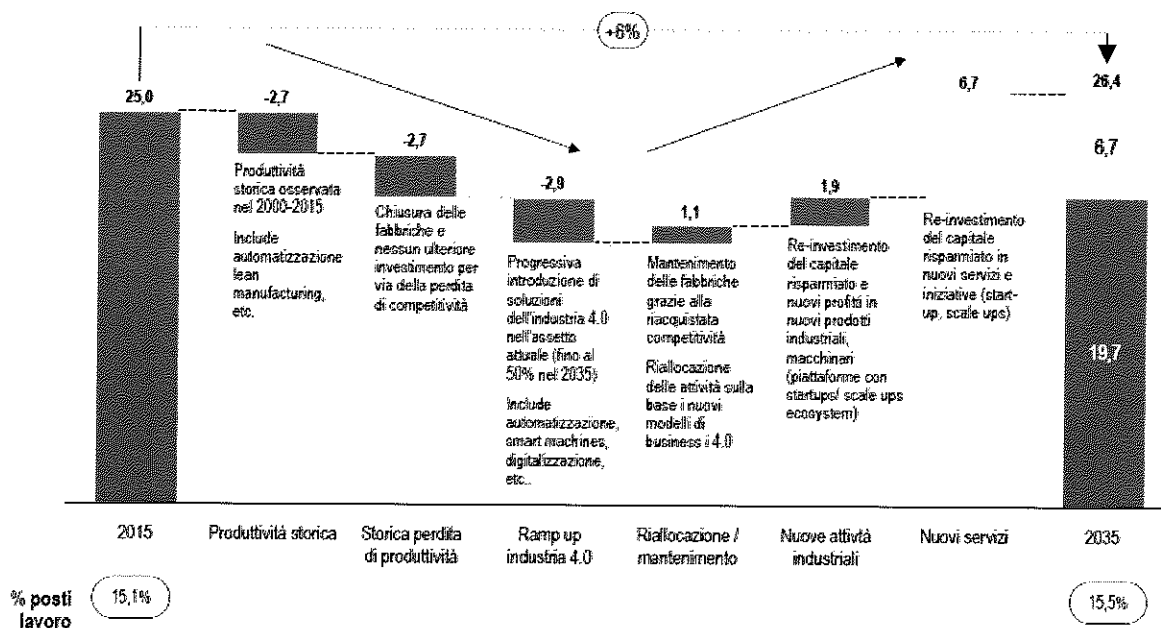 +6%
25,0
-2,7
-2,7
-2,9
1,1
1,9
6,7
26,4
6,7
19,7
Produttività
storica osservata
nel 2000-2015
Include
automatizzazione
lean
manufacturing,
etc.
Chiusura delle
fabbriche e
nessun ulteriore
investimento per
via della perdita
di competitività
Progressiva
introduzione di
soluzioni
dell'industria 4.0
nell'assetto
attuale (fino al
50% nel 2035)
Include
automatizzazione,
smart machines,
digitalizzazione,
etc..
Mantenimento
delle fabbriche
grazie alla
riacquistata
competitività
Riallocazione
delle attività sulla
base i nuovi
modelli di
business i 4.0
Re-investimento
del capitale
risparmiato e
nuovi profitti in
nuovi prodotti
industriali,
macchinari
(piattaforme con
startups/ scale ups
ecosystem)
Re-investimento
del capitale
risparmiato in
nuovi servizi e
iniziative (start-
up, scale ups)
2015
Produttività storica
Storica perdita
di produttività
Ramp up
industria 4.0
Riallocazione /
mantenimento
Nuove attivtà
industriali
Nuovi servizi
2035
% posti
lavoro
15,1%
15,5%